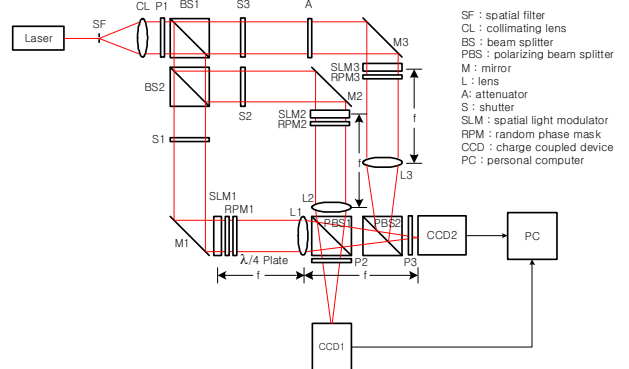 Laser
SF
CL
P1
BS1
S3
A
M3
SLM3
RPM3
BS2
S2
M2
SLM2
RPM2
f
f
S1
L3
L2
SLM1
RPM1
L1
PBS1
PBS2
M1
λ/4 Plate
P2
P3
CCD2
PC
f
f
CCD1
SF : spatial filter
CL : collimating lens
BS : beam splitter
PBS : polarizing beam splitter
M : mirror
L : lens
A: attenuator
S : shutter
SLM : spatial light modulator
RPM : random phase mask
CCD : charge coupled device
PC : personal computer